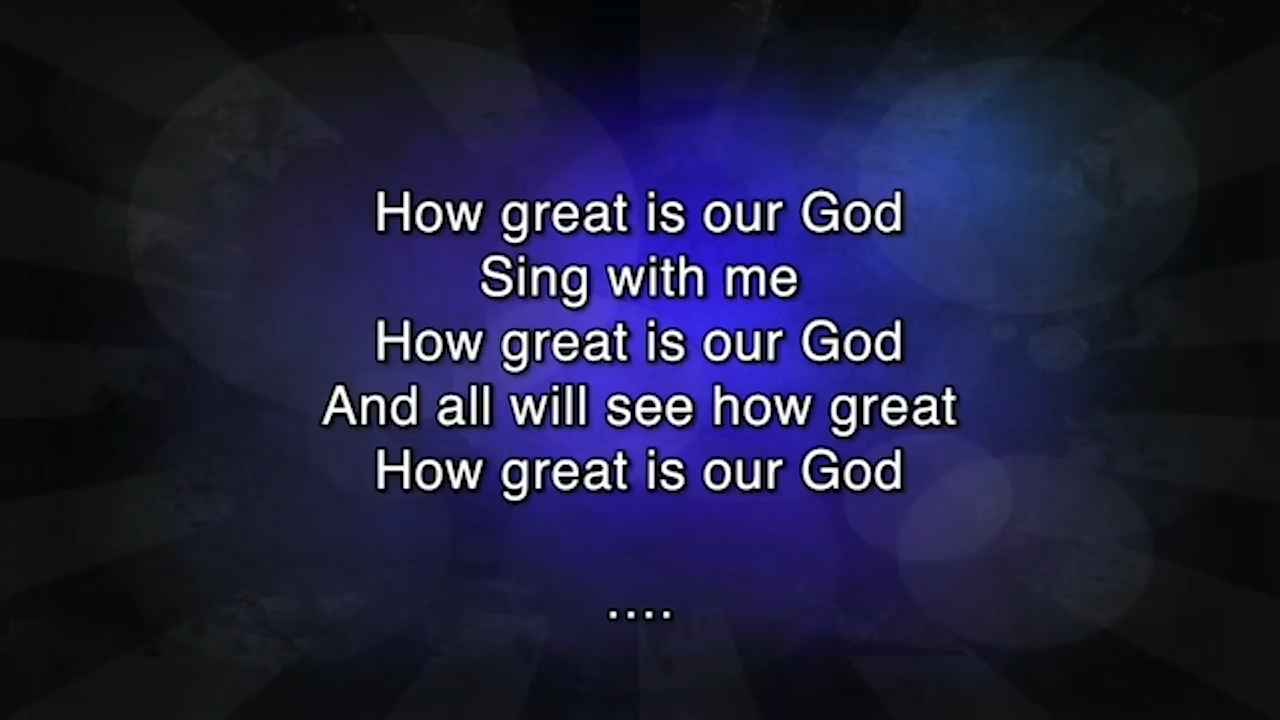 How great is our God
Sing with me
How great is our God
And all will see how great
How great is our God
....